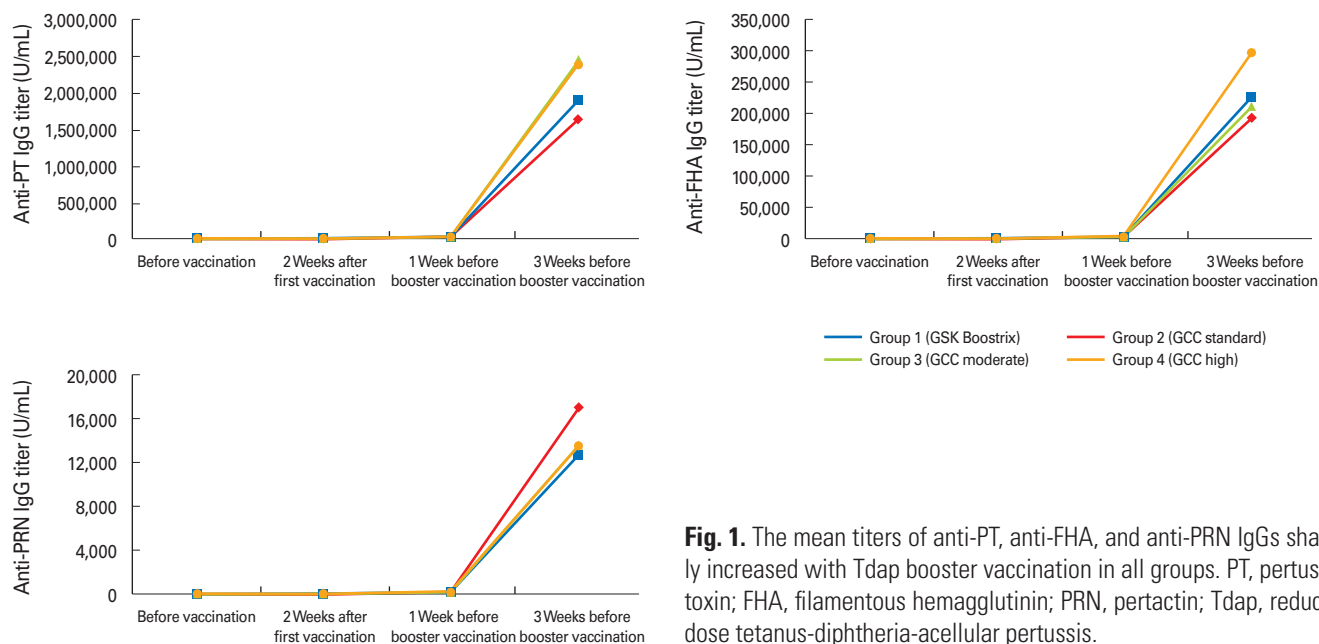 3,000,000
2,500,000
2,000,000
1,500,000
1,000,000
500,000
0
Anti-PT IgG titer (U/mL)
Before vaccination
2 Weeks after
first vaccination
1 Week before
booster vaccination
3 Weeks before
booster vaccination
350,000
300,000
250,000
200,000
150,000
100,000
50,000
0
Anti-FHA IgG titer (U/mL)
Before vaccination
2 Weeks after
first vaccination
1 Week before
booster vaccination
3 Weeks before
booster vaccination
Group 1 (GSK Boostrix)
Group 2 (GCC standard)
Group 3 (GCC moderate)
Group 4 (GCC high)
20,000
16,000
12,000
8,000
4,000
0
Anti-PRN IgG titer (U/mL)
Before vaccination
2 Weeks after
first vaccination
1 Week before
booster vaccination
3 Weeks before
booster vaccination
Fig. 1. The mean titers of anti-PT, anti-FHA, and anti-PRN IgGs sha
ly increased with Tdap booster vaccination in all groups. PT, pertus
toxin; FHA, filamentous hemagglutinin; PRN, pertactin; Tdap, reduc
dose tetanus-diphtheria-acellular pertussis.